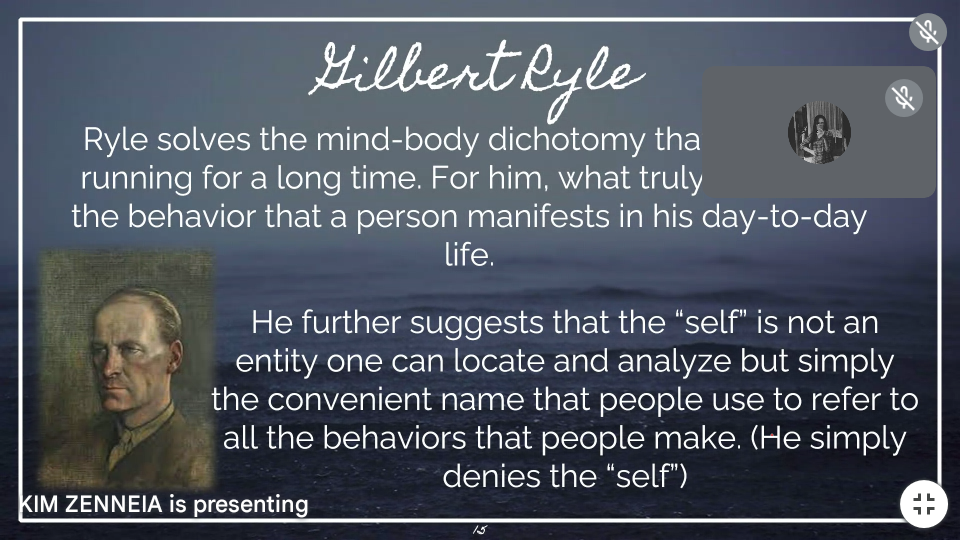 Gilbert Ryle
Ryle solves the mind-body dichotomy tha
running for a long time. For him, what truly
the behavior that a person manifests in his day-to-day
life.
He further suggests that the “self” is not an
entity one can locate and analyze but simply
the convenient name that people use to refer to
all the behaviors that people make. (He simply
denies the “self”)
KIM ZENNEIA is presenting
15